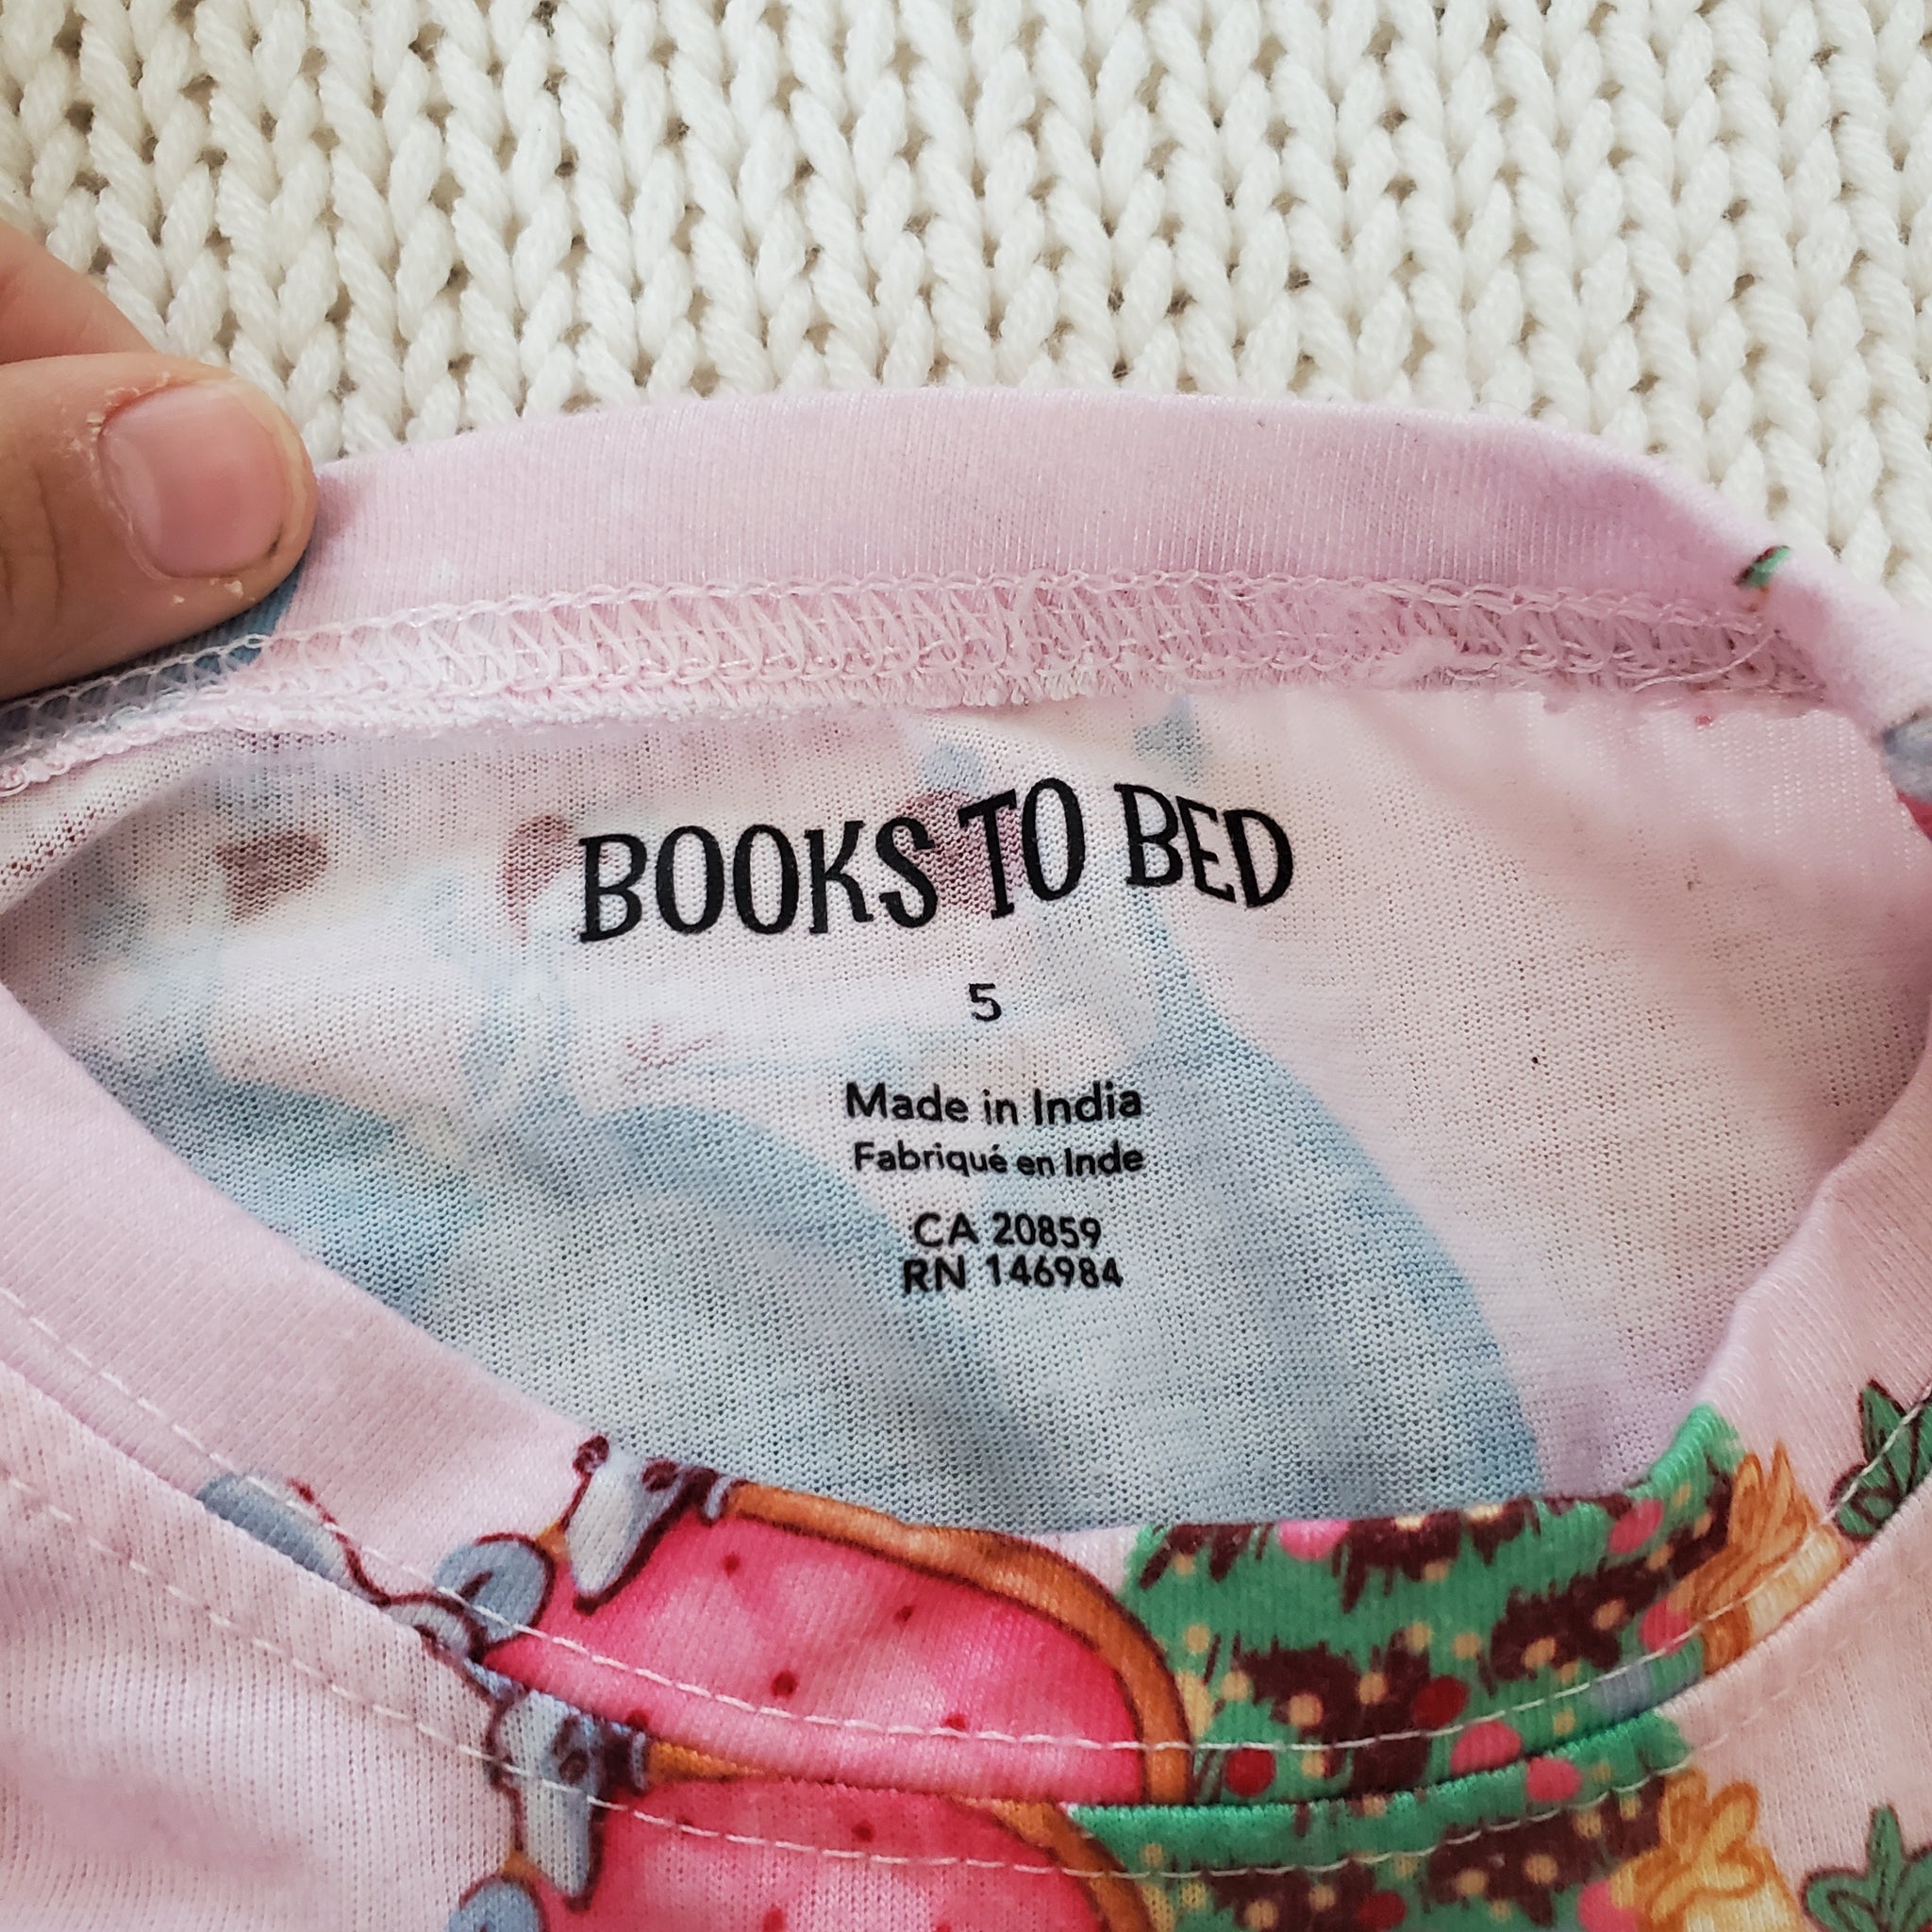 BOOKS TO BED
5
Made in India
Fabriqué en Inde
CA 20859
RN 146984